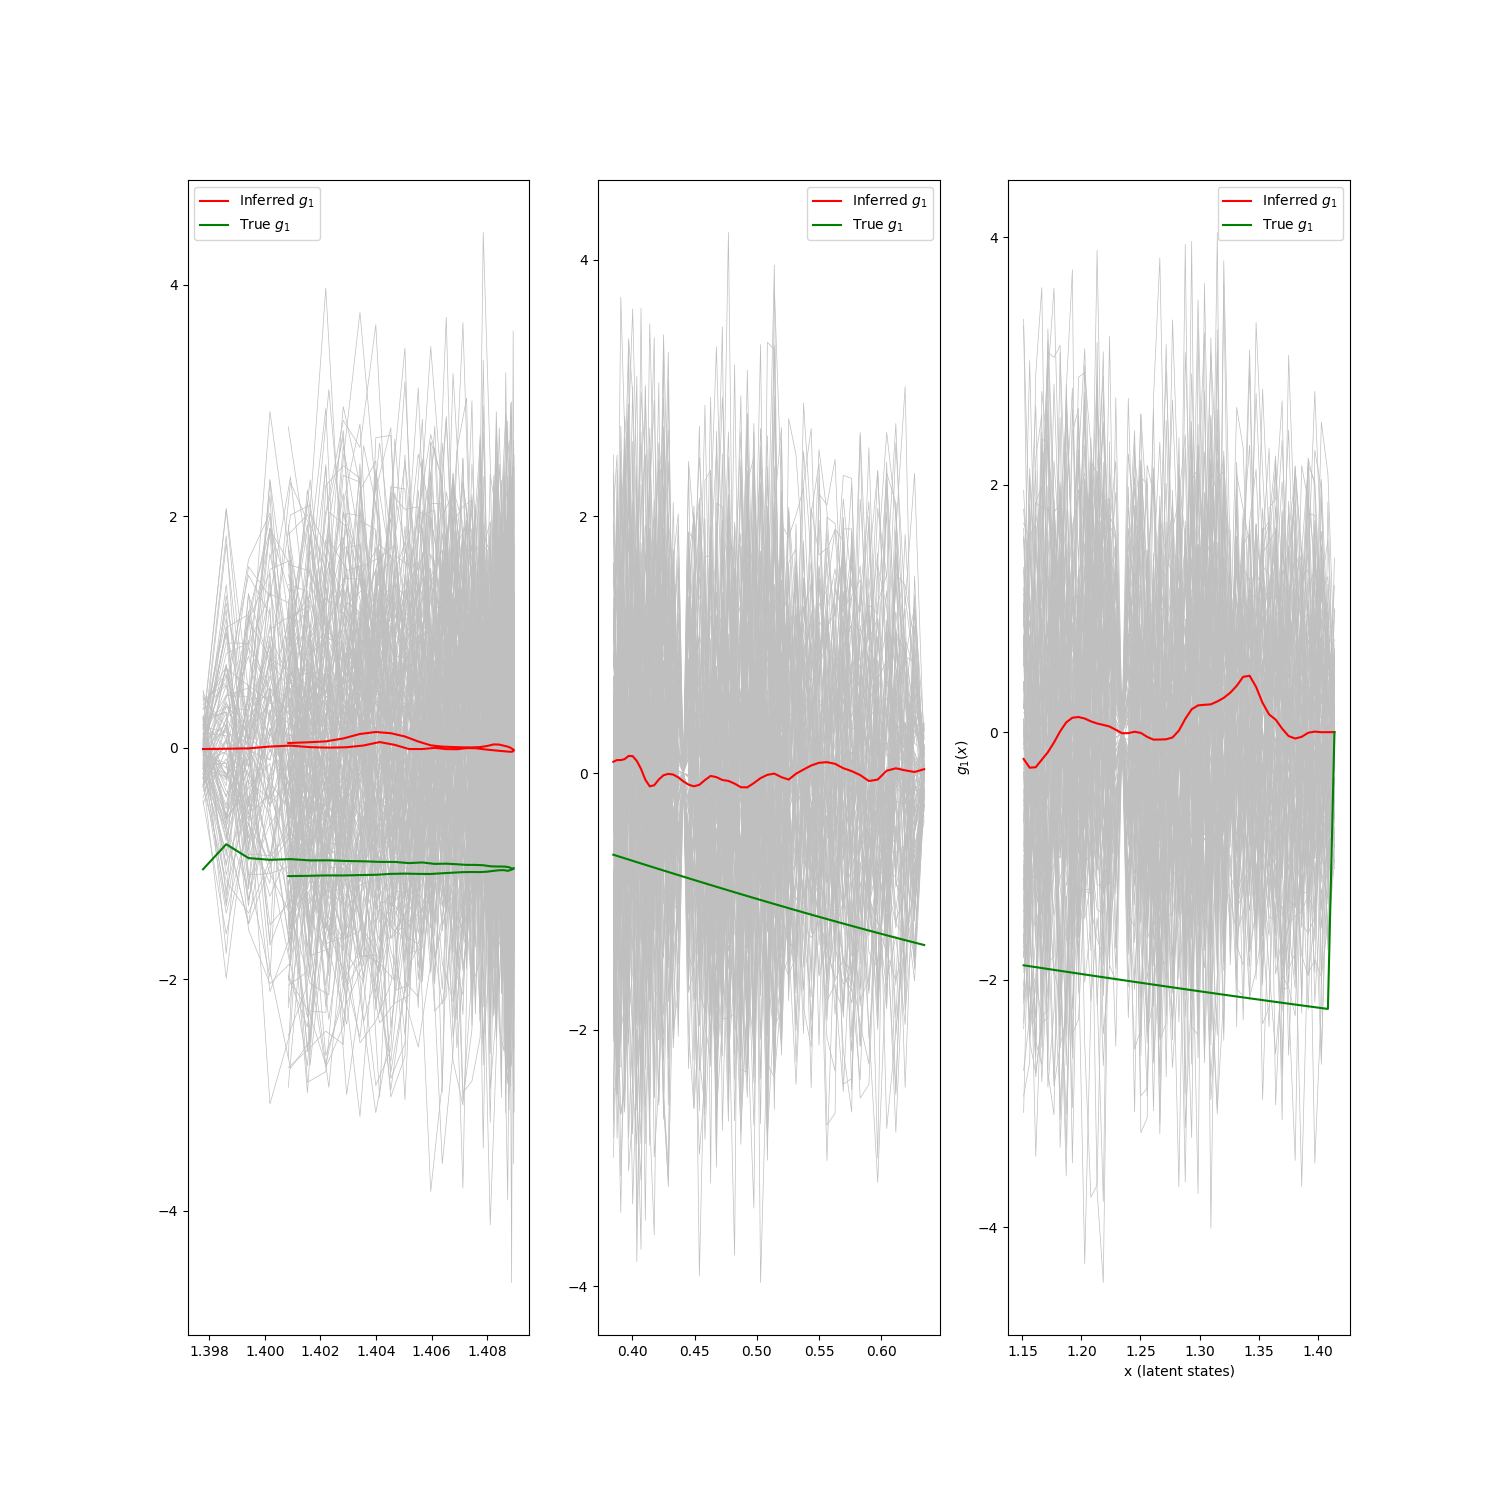 Inferred g₁
True g₁
4
2
0
−2
−4
1.398 1.400 1.402 1.404 1.406 1.408
Inferred g₁
True g₁
4
2
0
−2
−4
0.40 0.45 0.50 0.55 0.60
Inferred g₁
True g₁
4
2
0
−2
−4
g₁(x)
1.15 1.20 1.25 1.30 1.35 1.40
x (latent states)